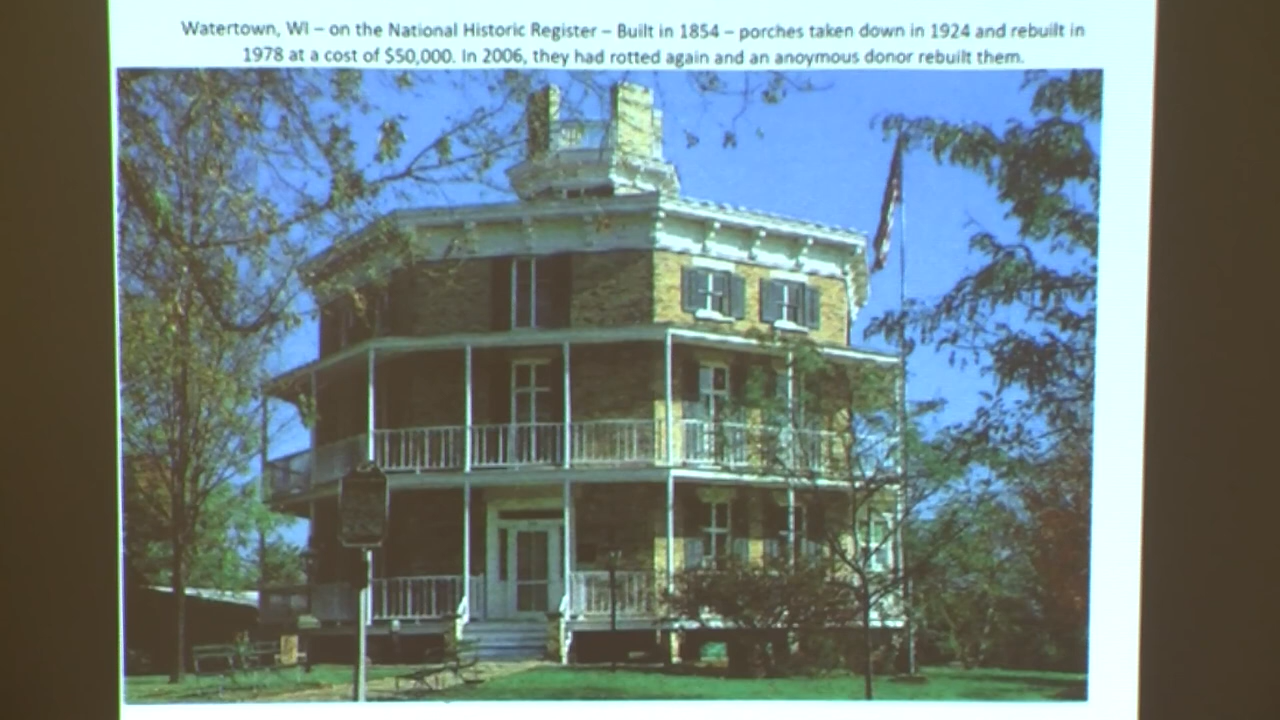 Watertown, WI – on the National Historic Register – Built in 1854 – porches taken down in 1924 and rebuilt in
1978 at a cost of $50,000. In 2006, they had rotted again and an anoymous donor rebuilt them.